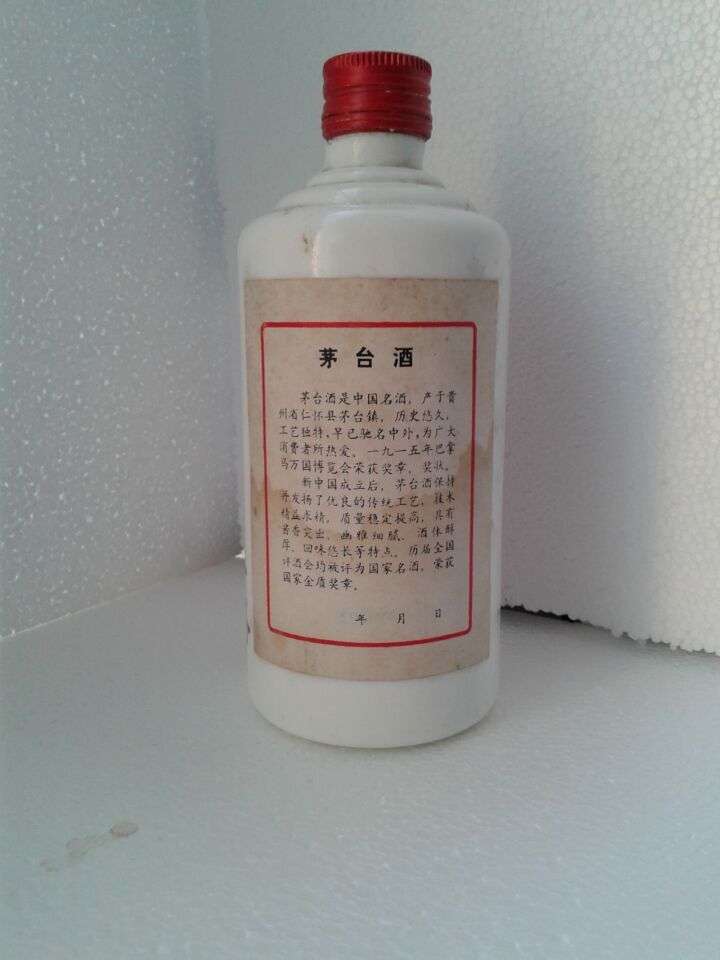 茅台酒
茅台酒是中国名酒，产于贵
州省仁怀县茅台镇，历史悠久，
工艺独特，早已驰名中外，为广大
消费者所热爱。一九一五年巴拿
马万国博览会荣获奖章、奖状。
新中国成立后，茅台酒保持
并发扬了优良的传统工艺，技术
精益求精，质量稳定提高，具有
酱香突出、幽雅细腻、酒体醇
厚、回味悠长等特点。历届全国
评酒会均被评为国家名酒，荣获
国家金质奖章。
年 月 日